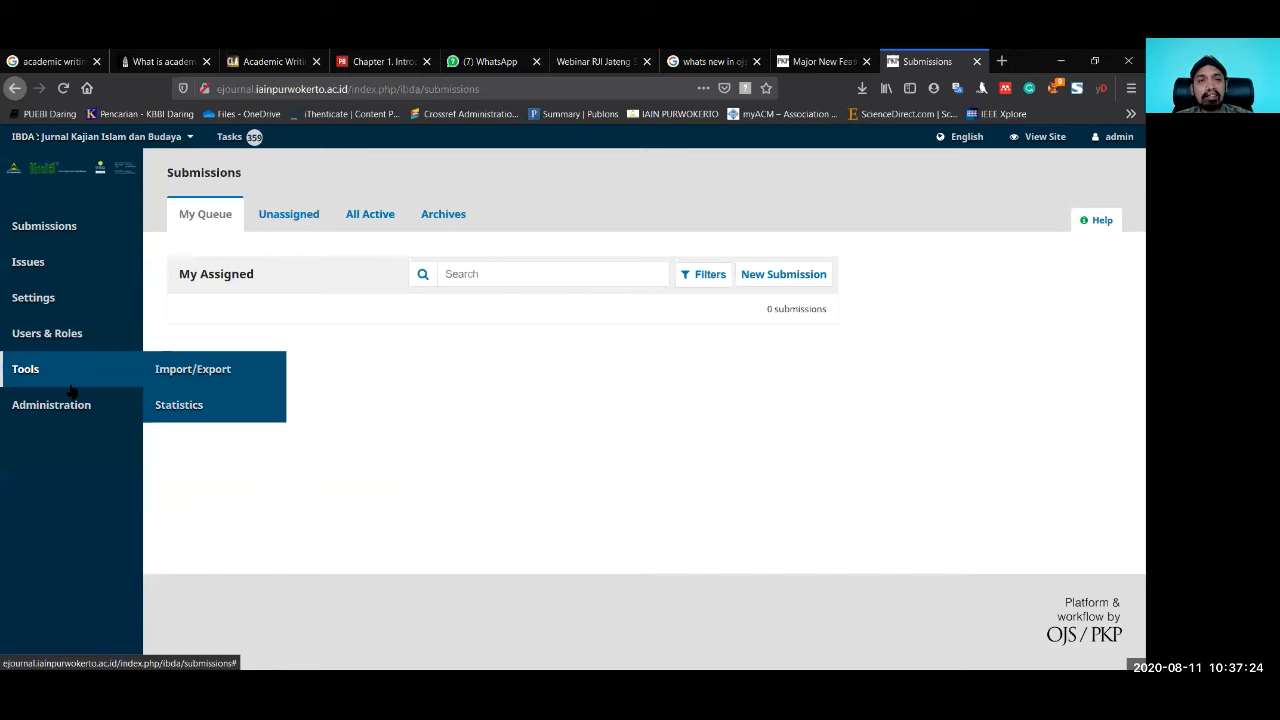 academic writin
What is academ
Academic Writin
Chapter 1. Intro
(7) WhatsApp
Webinar RJI Jateng S
whats new in ojs
Major New Feat
Submissions
ejournal.iainpurwokerto.ac.id/index.php/ibda/submissions
PUEBI Daring
Pencarian - KBBI Daring
Files - OneDrive
iThenticate | Content P...
Crossref Administratio...
Summary | Publons
IAIN PURWOKERTO
myACM – Association ...
ScienceDirect.com | Sc...
IEEE Xplore
IBDA` : Jurnal Kajian Islam dan Budaya
Tasks 359
English
View Site
admin
Submissions
My Queue
Unassigned
All Active
Archives
Help
Submissions
Issues
Settings
Users & Roles
Tools
Administration
Import/Export
Statistics
My Assigned
Search
Filters
New Submission
0 submissions
Platform &
workflow by
OJS / PKP
ejournal.iainpurwokerto.ac.id/index.php/ibda/submissions#
2020-08-11 10:37:24